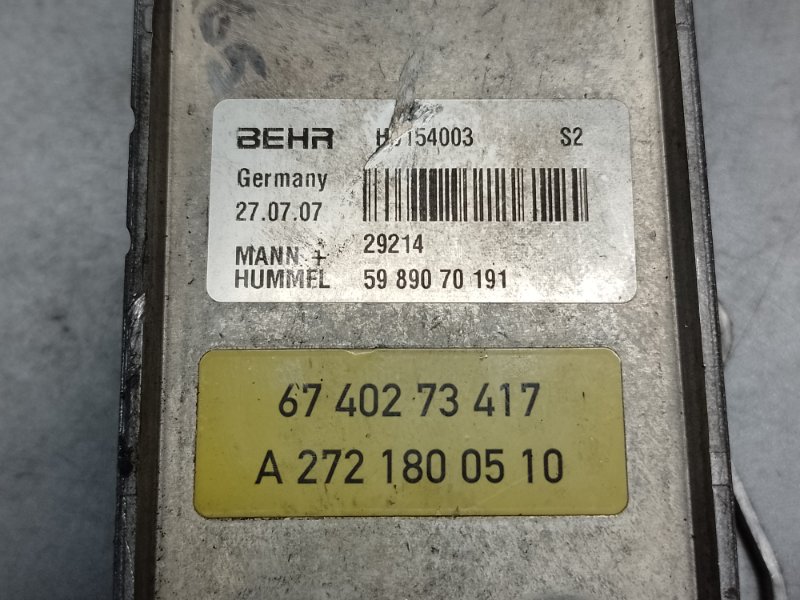 BEHR S2
Germany
27.07.07
29214
MANN +
HUMMEL 59 890 70 191
67 402 73 417
A 272 180 05 10